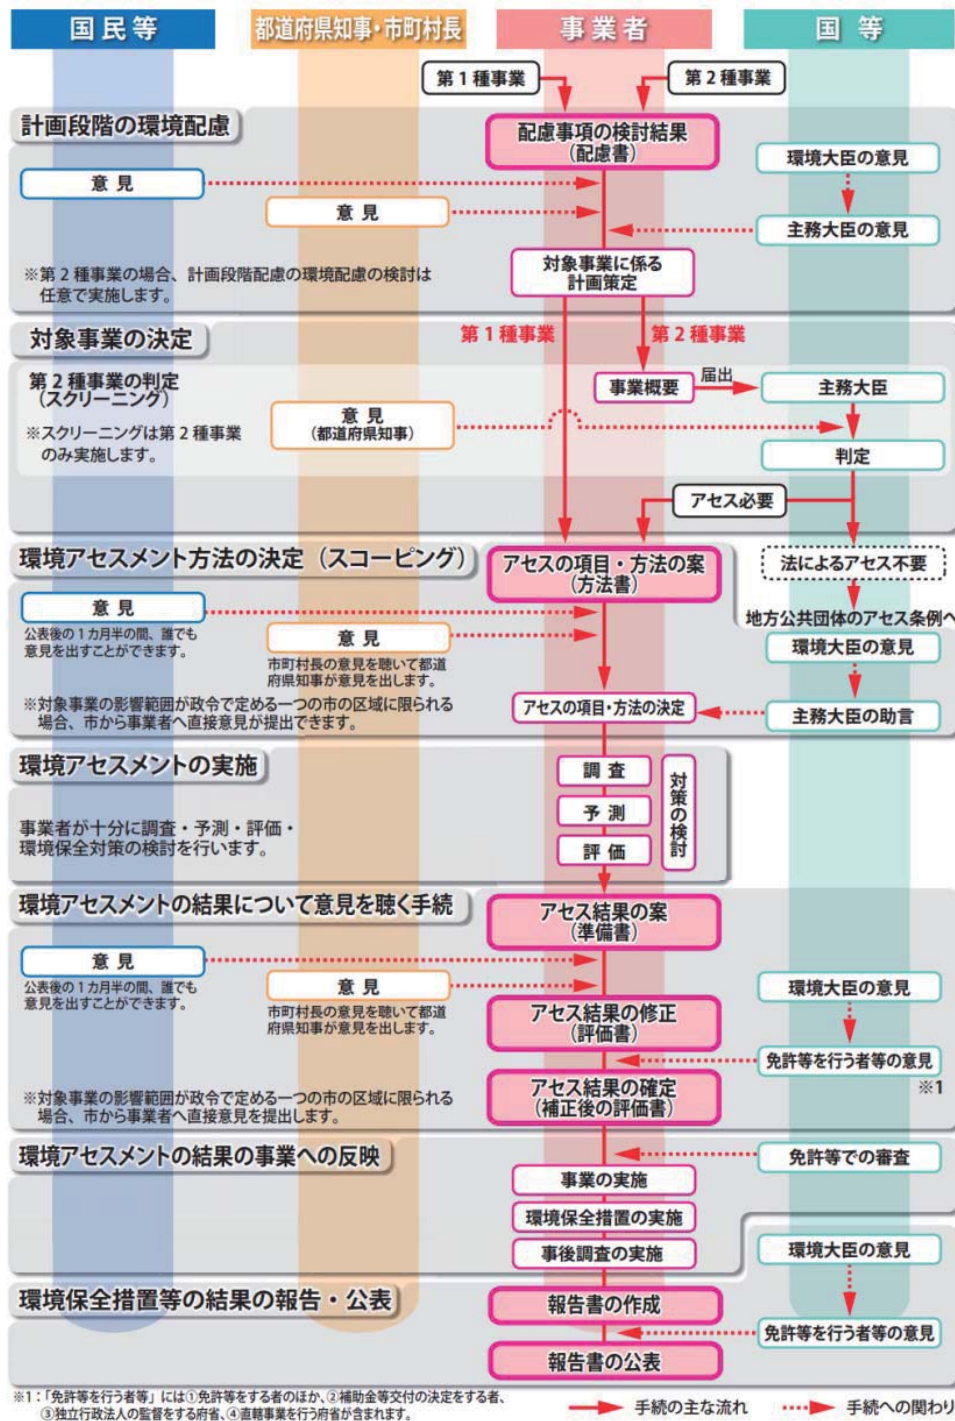 国民等
都道府県知事・市町村長
事業者
国 等
第1種事業
第2種事業
計画段階の環境配慮
配慮事項の検討結果
(配慮書)
環境大臣の意見
意 見
意 見
主務大臣の意見
※第2種事業の場合、計画段階配慮の環境配慮の検討は
任意で実施します。
対象事業に係る
計画策定
対象事業の決定
第1種事業
第2種事業
第2種事業の判定
(スクリーニング)
事業概要
届出
主務大臣
意 見
(都道府県知事)
※スクリーニングは第2種事業
のみ実施します。
判定
アセス必要
環境アセスメント方法の決定(スコーピング)
アセスの項目・方法の案
(方法書)
法によるアセス不要
地方公共団体のアセス条例へ
意 見
公表後の1カ月半の間、誰でも
意見を出すことができます。
意 見
市町村長の意見を聴いて都道
府県知事が意見を出します。
環境大臣の意見
※対象事業の影響範囲が政令で定める一つの市の区域に限られる
場合、市から事業者へ直接意見が提出できます。
アセスの項目・方法の決定
主務大臣の助言
環境アセスメントの実施
調 査
予 測
評 価
対策の検討
事業者が十分に調査・予測・評価・
環境保全対策の検討を行います。
環境アセスメントの結果について意見を聴く手続
アセス結果の案
(準備書)
意 見
公表後の1カ月半の間、誰でも
意見を出すことができます。
意 見
市町村長の意見を聴いて都道
府県知事が意見を出します。
環境大臣の意見
アセス結果の修正
(評価書)
免許等を行う者等の意見
※1
※対象事業の影響範囲が政令で定める一つの市の区域に限られる
場合、市から事業者へ直接意見を提出します。
アセス結果の確定
(補正後の評価書)
環境アセスメントの結果の事業への反映
免許等での審査
事業の実施
環境保全措置の実施
事後調査の実施
環境大臣の意見
環境保全措置等の結果の報告・公表
報告書の作成
免許等を行う者等の意見
報告書の公表
※1:「免許等を行う者等」には①免許等をする者のほか、②補助金等交付の決定をする者、
③独立行政法人の監督をする府省、④直轄事業を行う府省が含まれます。
手続の主な流れ
手続への関わり